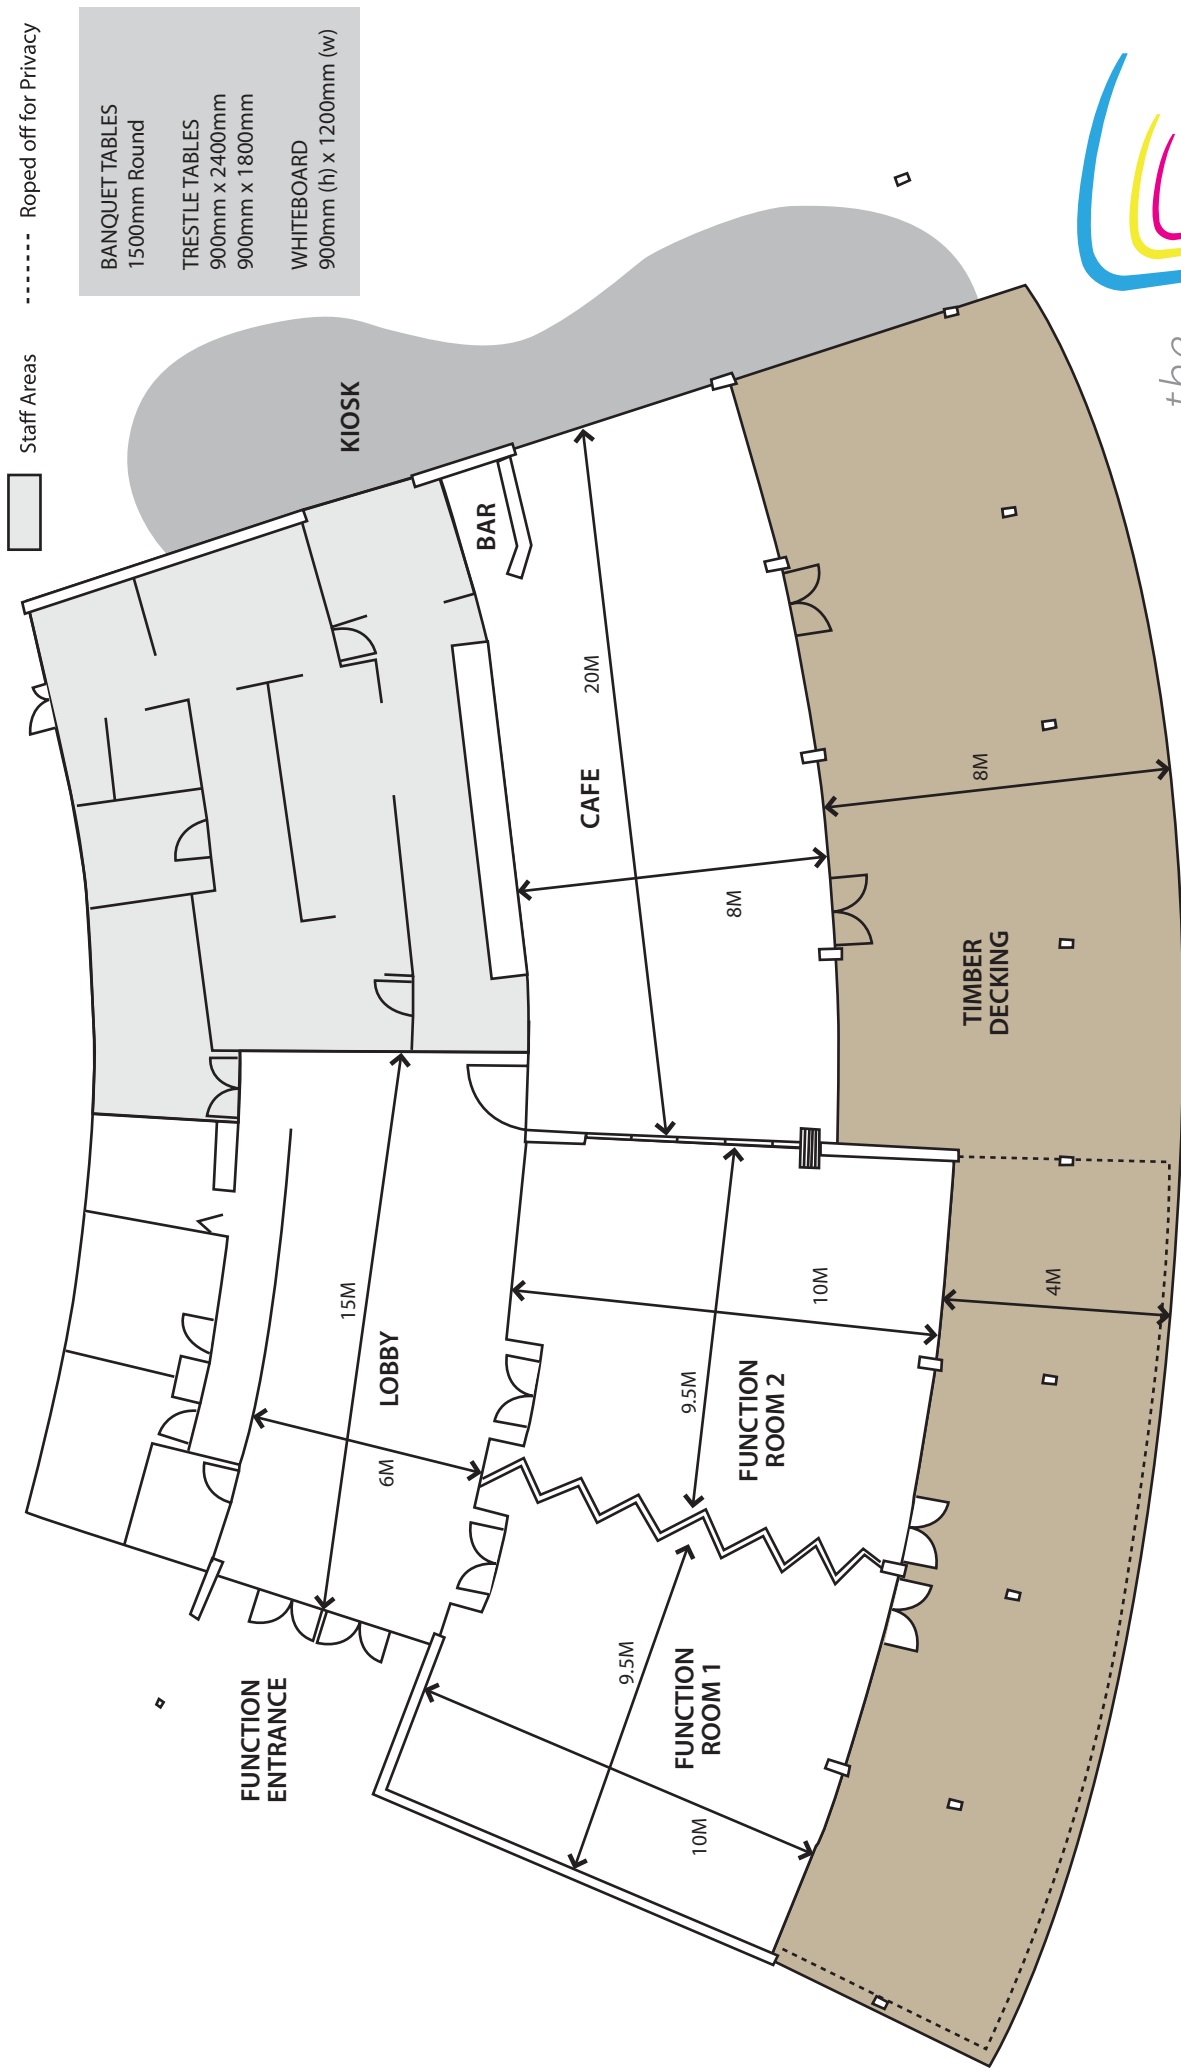 Staff Areas
Roped off for Privacy
BANQUET TABLES
1500mm Round
TRESTLE TABLES
900mm x 2400mm
900mm x 1800mm
WHITEBOARD
900mm (h) x 1200mm (w)
KIOSK
BAR
CAFE
20M
8M
8M
TIMBER
DECKING
LOBBY
15M
6M
FUNCTION
ENTRANCE
FUNCTION
ROOM 2
9.5M
10M
4M
FUNCTION
ROOM 1
9.5M
10M
the